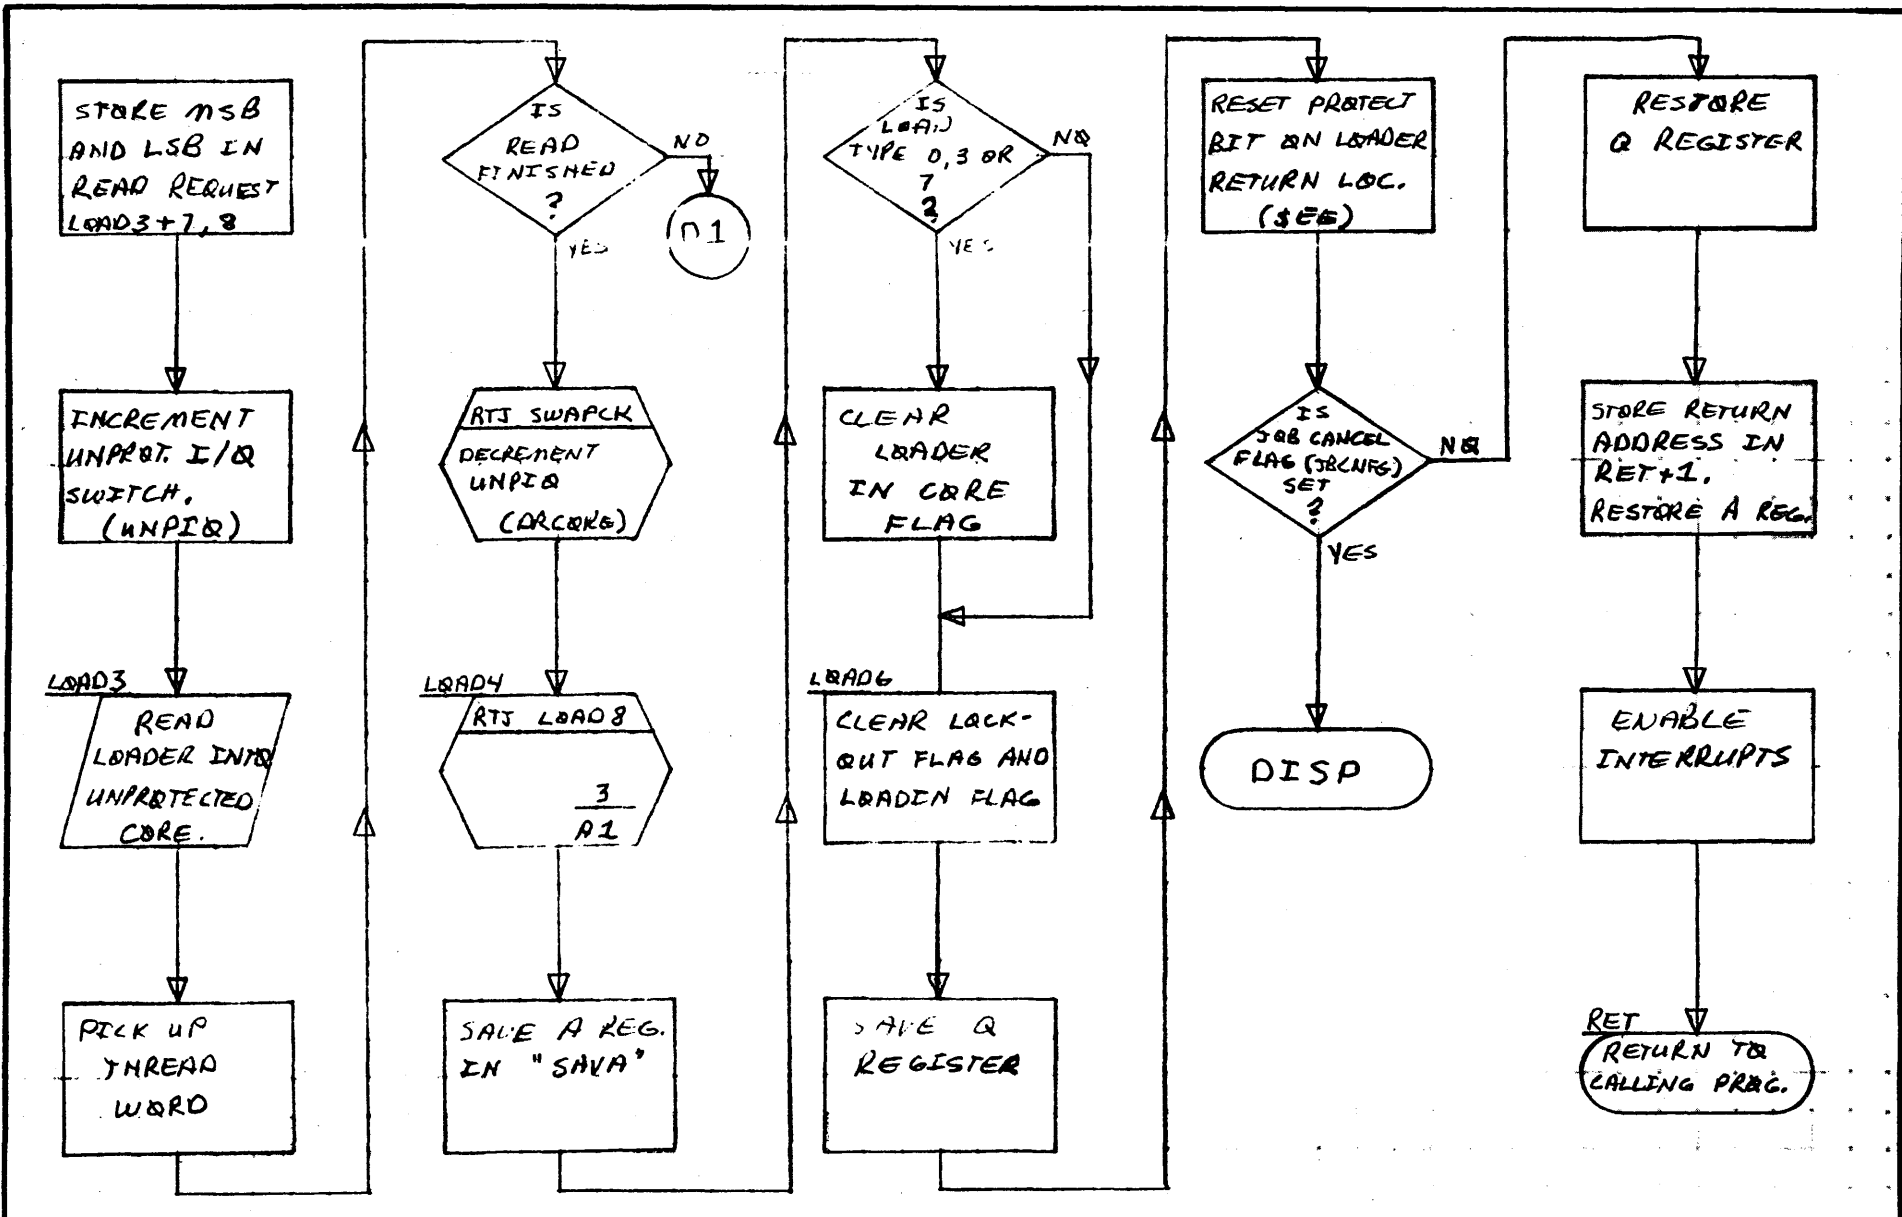 STORE MSB
AND LSB IN
READ REQUEST
LOAD3+7,8
INCREMENT
UNPROT. I/O
SWITCH.
(UNPIO)
LOAD3
READ
LOADER INTO
UNPROTECTED
CORE.
PICK UP
THREAD
WORD
IS
READ
FINISHED
?
NO
YES
RTJ SWAPCK
DECREMENT
UNPIO
(DRCORE)
LOAD4
RTJ LOAD8
3
A1
SAVE A REG.
IN "SAVA"
IS
LOAD
TYPE 0,3 OR
7
?
NO
YES
CLEAR
LOADER
IN CORE
FLAG
LOAD6
CLEAR LOCK-
OUT FLAG AND
LOADIN FLAG
SAVE Q
REGISTER
RESET PROTECT
BIT ON LOADER
RETURN LOC.
IS
JOB CANCEL
FLAG (JBCNFG)
SET
?
NO
YES
DISP
RESTORE
Q REGISTER
STORE RETURN
ADDRESS IN
RET+1.
RESTORE A REG.
ENABLE
INTERRUPTS
RET
RETURN TO
CALLING PROG.